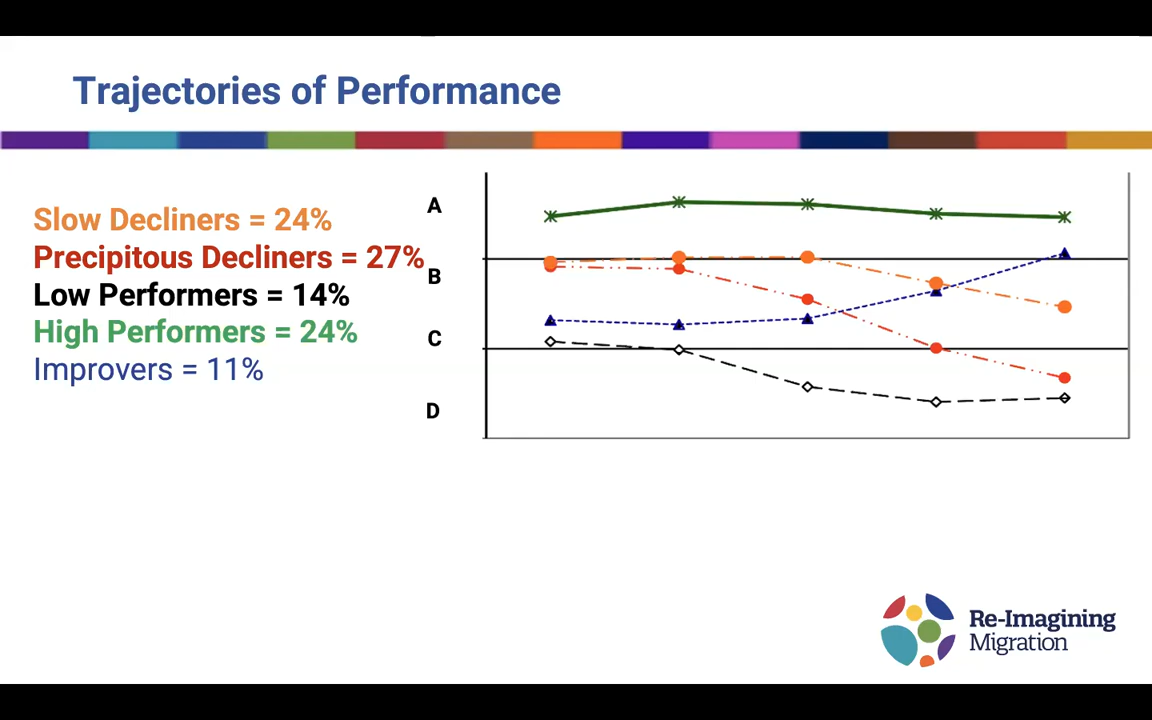 Trajectories of Performance
Slow Decliners = 24%
Precipitous Decliners = 27%
Low Performers = 14%
High Performers = 24%
Improvers = 11%
A
B
C
D
Re-Imagining
Migration